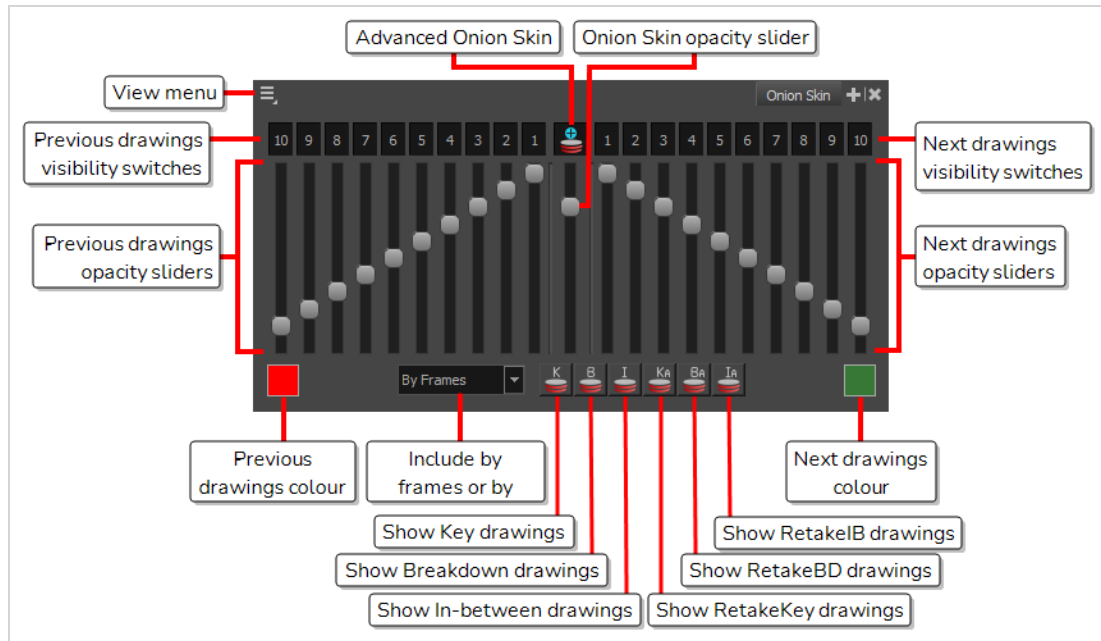 Advanced Onion Skin
Onion Skin opacity slider
View menu
Onion Skin
Previous drawings
visibility switches
10 9 8 7 6 5 4 3 2 1
1 2 3 4 5 6 7 8 9 10
Next drawings
visibility switches
Previous drawings
opacity sliders
Next drawings
opacity sliders
By Frames
K B I KA BA IA
Previous
drawings colour
Include by
frames or by
Next drawings
colour
Show Key drawings
Show RetakeIB drawings
Show Breakdown drawings
Show RetakeBD drawings
Show In-between drawings
Show RetakeKey drawings